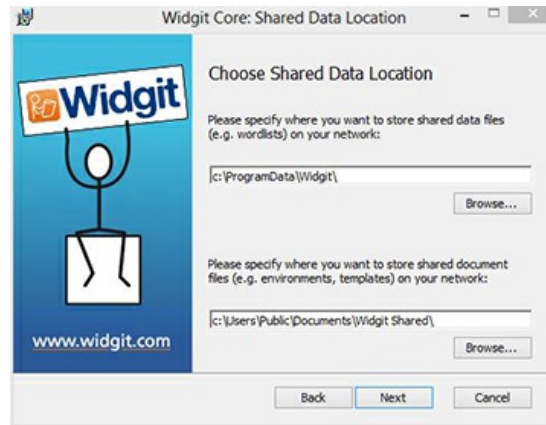 Widgit Core: Shared Data Location
Widgit
www.widgit.com
Choose Shared Data Location
Please specify where you want to store shared data files
(e.g. wordlists) on your network:
c:\ProgramData\Widgit\
Browse...
Please specify where you want to store shared document
files (e.g. environments, templates) on your network:
c:\Users\Public\Documents\Widgit Shared\
Browse...
Back Next Cancel